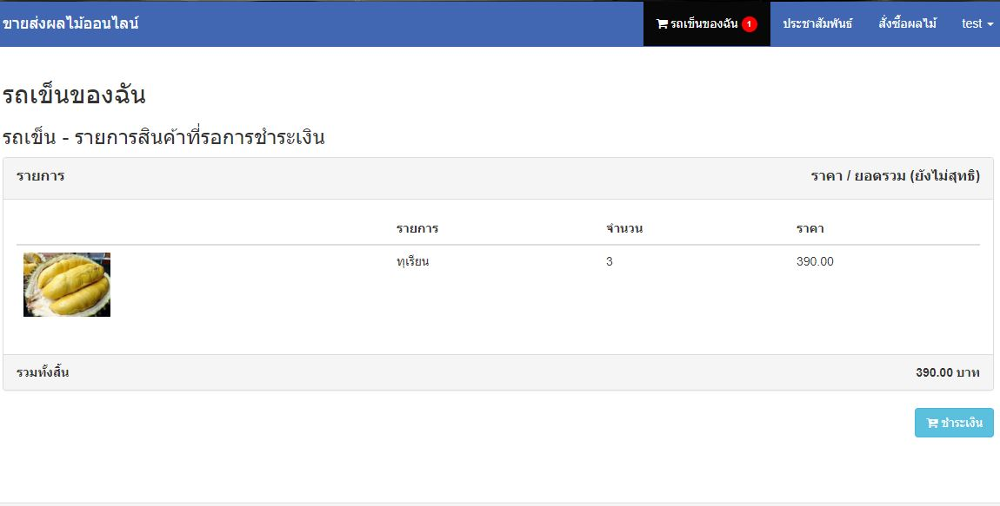 ขายส่งผลไม้ออนไลน์ รถเข็นของฉัน 1 ประชาสัมพันธ์ สั่งซื้อผลไม้ test
รถเข็นของฉัน
รถเข็น - รายการสินค้าที่รอการชำระเงิน
รายการ ราคา / ยอดรวม (ยังไม่สุทธิ)
รายการ จำนวน ราคา
ทุเรียน 3 390.00
รวมทั้งสิ้น 390.00 บาท
ชำระเงิน